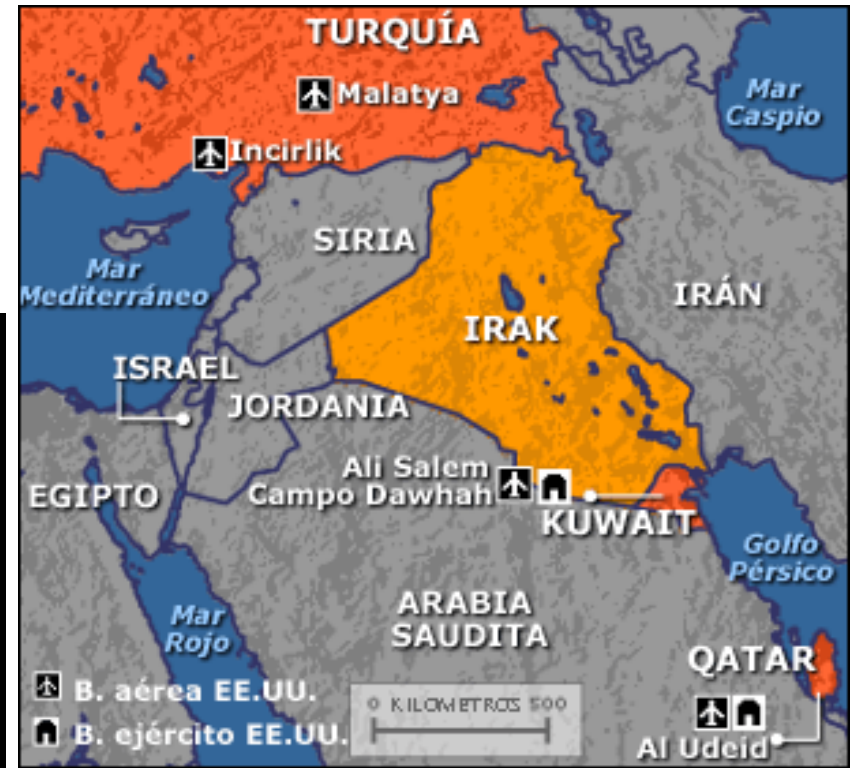 TURQUÍA
Malatya
Mar
Caspio
Incirlik
SIRIA
Mar
Mediterráneo
IRÁN
IRAK
ISRAEL
JORDANIA
Ali Salem
Campo Dawhah
EGIPTO
KUWAIT
Golfo
Pérsico
ARABIA
SAUDITA
Mar
Rojo
QATAR
B. aérea EE.UU.
B. ejército EE.UU.
0 KILOMETROS 500
Al Udeid